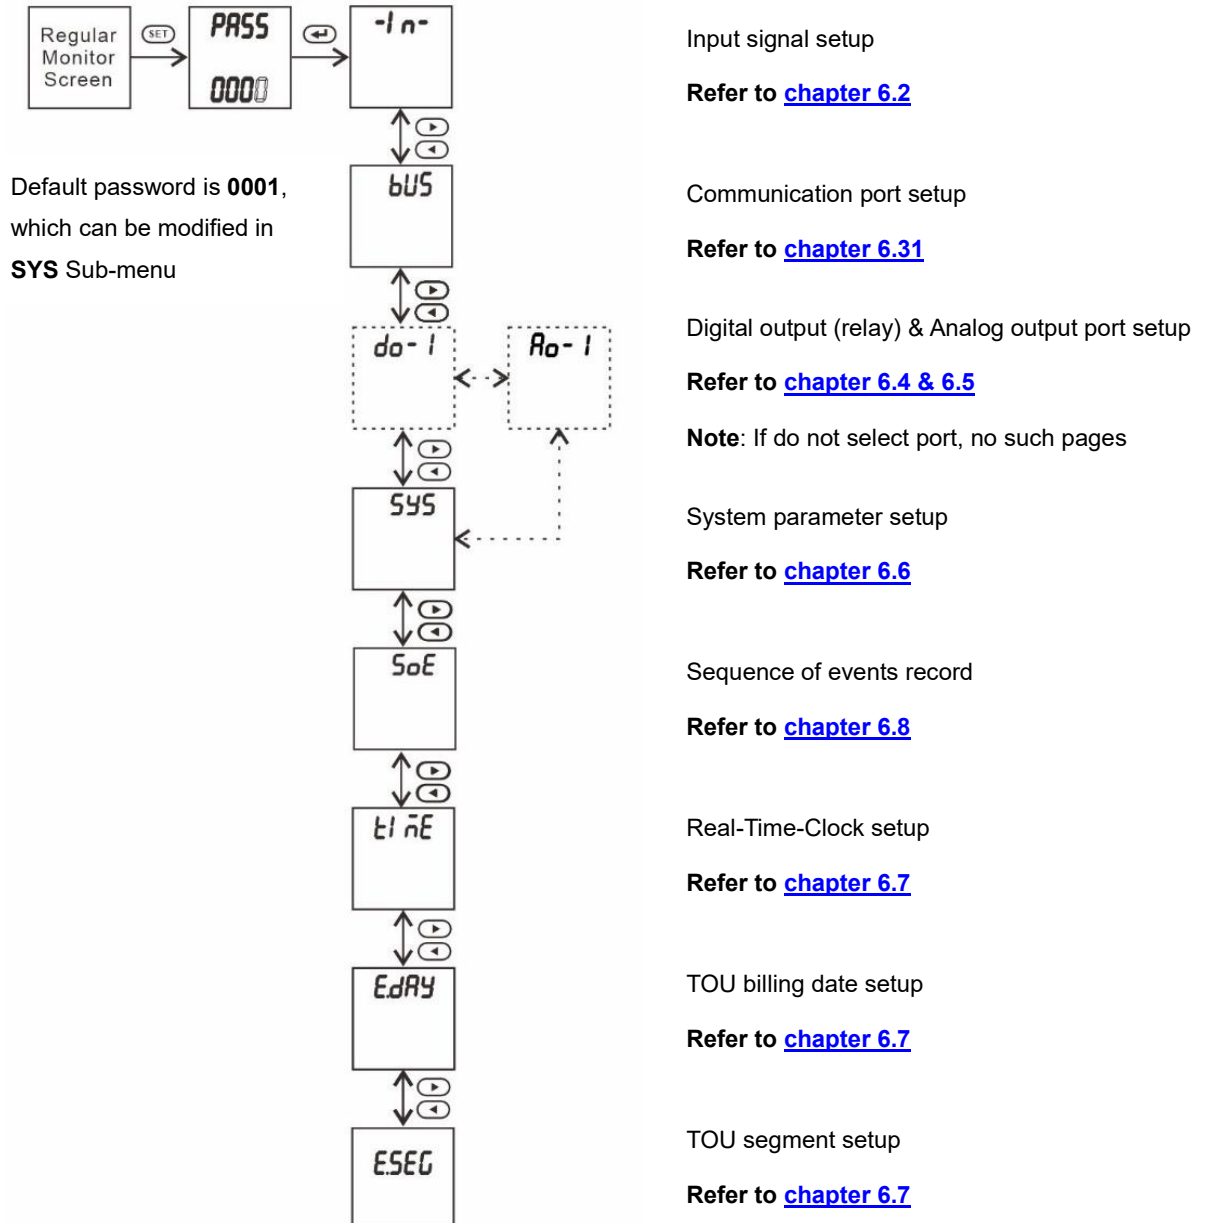 Regular
Monitor
Screen
SET
PASS
0000
-In-
Input signal setup
Refer to chapter 6.2
Default password is 0001,
which can be modified in
SYS Sub-menu
bUS
Communication port setup
Refer to chapter 6.31
do-1
Ao-1
Digital output (relay) & Analog output port setup
Refer to chapter 6.4 & 6.5
Note: If do not select port, no such pages
SYS
System parameter setup
Refer to chapter 6.6
SoE
Sequence of events record
Refer to chapter 6.8
tIME
Real-Time-Clock setup
Refer to chapter 6.7
E.dAY
TOU billing date setup
Refer to chapter 6.7
E.SEG
TOU segment setup
Refer to chapter 6.7